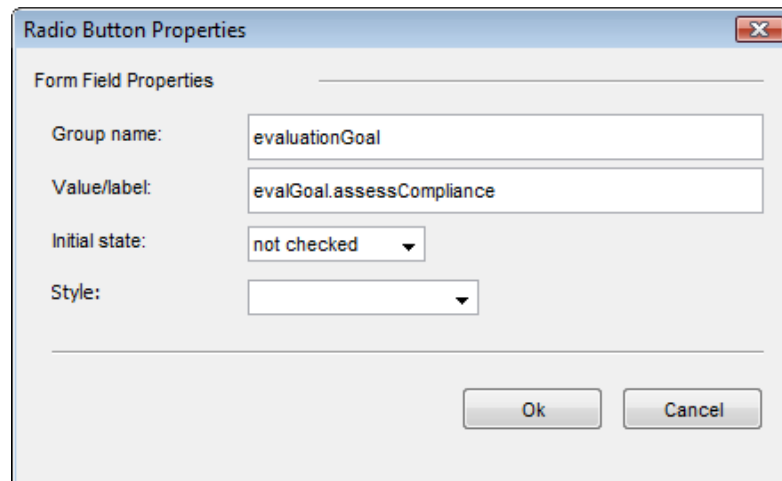 Radio Button Properties
Form Field Properties
Group name: evaluationGoal
Value/label: evalGoal.assessCompliance
Initial state: not checked
Style:
Ok Cancel